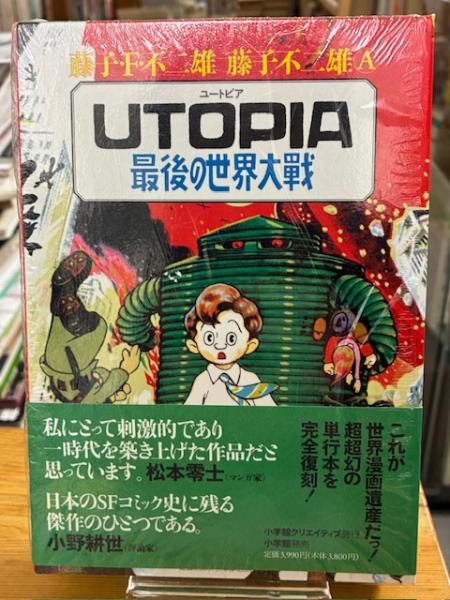 藤子・F・不二雄 藤子不二雄A
ユートピア
UTOPIA
最後の世界大戰
私にとって刺激的であり
一時代を築き上げた作品だと
思っています。松本零士(マンガ家)
日本のSFコミック史に残る
傑作のひとつである。
小野耕世(評論家)
これが
世界漫画遺産だっ!
超超幻の
単行本を
完全復刻!
小学館クリエイティブ発行
小学館発売
定価3,990円(本体3,800円)